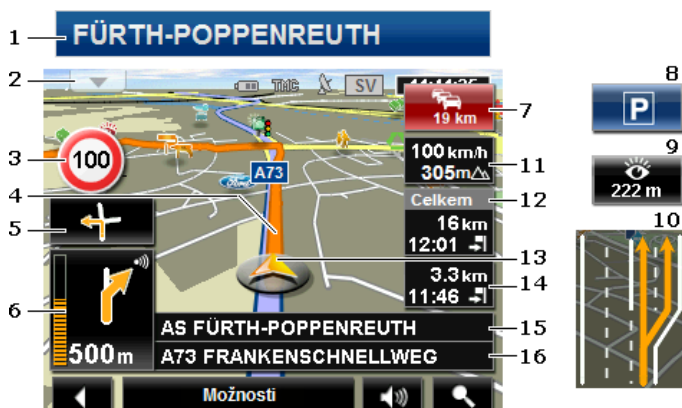 1 FÜRTH-POPPENREUTH
2 TMC SV
8
P
19 km 7
9
3 100
A73
100 km/h
305m 11
222 m
4 Ford
Celkem 12
10
5
16 km
12:01
13
3.3 km
11:46 14
6
AS FÜRTH-POPPENREUTH 15
500 m
A73 FRANKENSCHNELLWEG 16
Možnosti